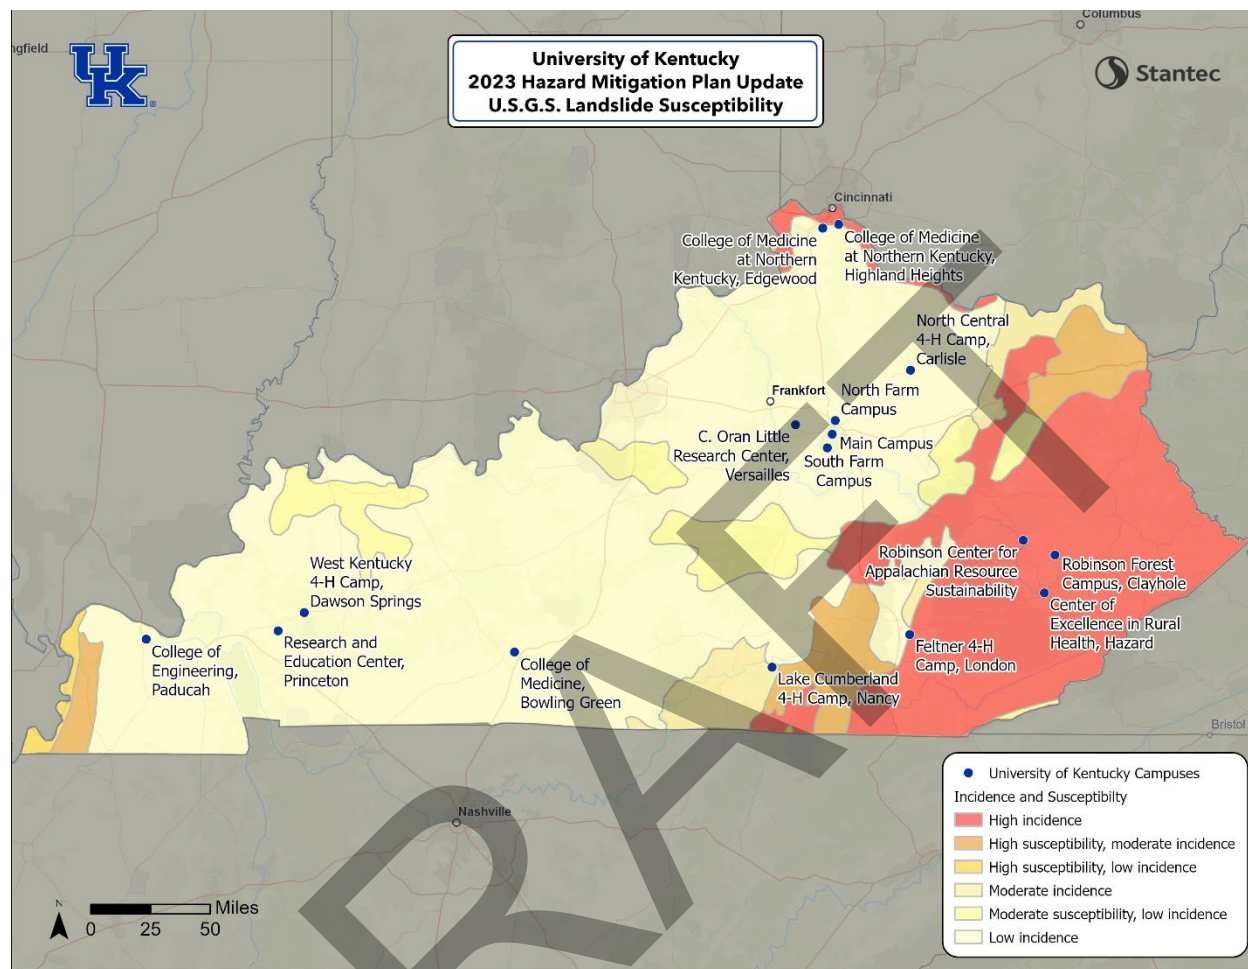 Columbus
ngfield
UK
®
University of Kentucky
2023 Hazard Mitigation Plan Update
U.S.G.S. Landslide Susceptibility
Stantec
Cincinnati
College of Medicine
at Northern
Kentucky, Edgewood
College of Medicine
at Northern Kentucky,
Highland Heights
North Central
4-H Camp,
Carlisle
Frankfort
North Farm
Campus
C. Oran Little
Research Center,
Versailles
Main Campus
South Farm
Campus
West Kentucky
4-H Camp,
Dawson Springs
Robinson Center for
Appalachian Resource
Sustainability
Robinson Forest
Campus, Clayhole
Center of
Excellence in Rural
Health, Hazard
College of
Engineering,
Paducah
Research and
Education Center,
Princeton
College of
Medicine,
Bowling Green
Lake Cumberland
4-H Camp, Nancy
Feltner 4-H
Camp, London
Bristol
Nashville
DRAFT
University of Kentucky Campuses
Incidence and Susceptibilty
High incidence
High susceptibility, moderate incidence
High susceptibility, low incidence
Moderate incidence
Moderate susceptibility, low incidence
Low incidence
N
Miles
0 25 50